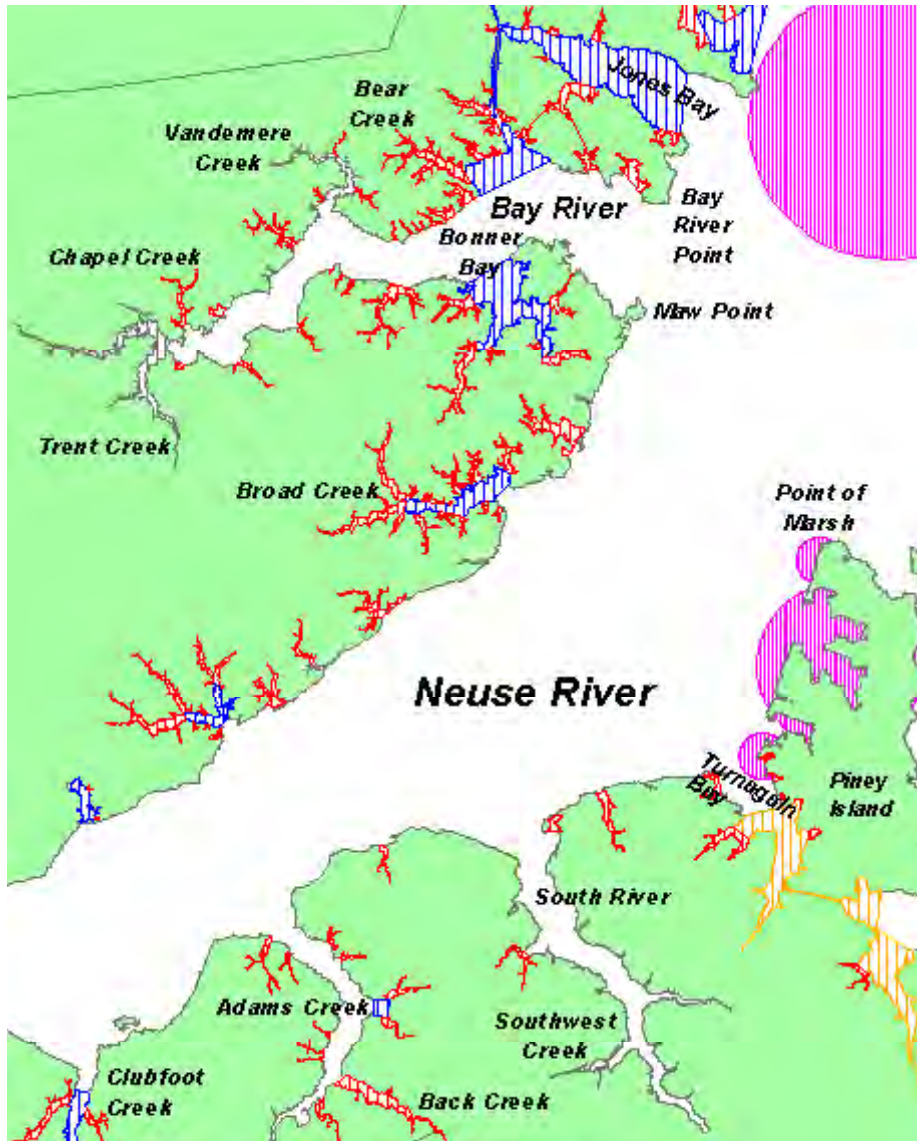 Jones Bay
Bear
Creek
Vandemere
Creek
Bay River
Bay
River
Point
Chapel Creek
Bonner
Bay
Maw Point
Trent Creek
Broad Creek
Point of
Marsh
Neuse River
Turnagain
Bay
Piney
Island
South River
Adams Creek
Southwest
Creek
Clubfoot
Creek
Back Creek